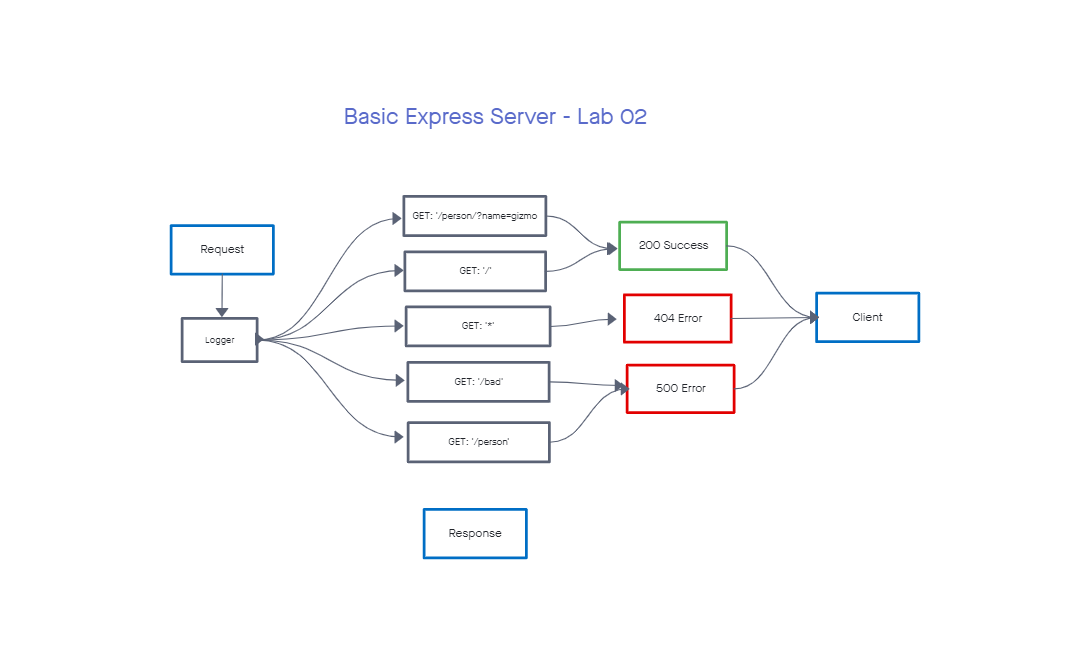 Basic Express Server - Lab 02
Request
Logger
GET: '/person/?name=gizmo
GET: '/'
GET: '*'
GET: '/bad'
GET: '/person'
200 Success
404 Error
500 Error
Client
Response